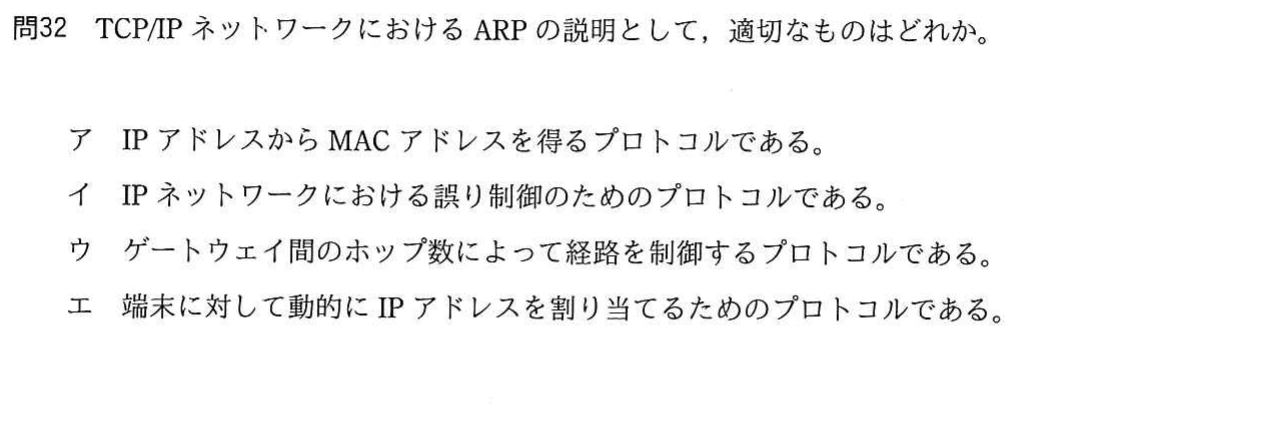 問32 TCP/IP ネットワークにおける ARP の説明として，適切なものはどれか。
ア IP アドレスから MAC アドレスを得るプロトコルである。
イ IP ネットワークにおける誤り制御のためのプロトコルである。
ウ ゲートウェイ間のホップ数によって経路を制御するプロトコルである。
エ 端末に対して動的に IP アドレスを割り当てるためのプロトコルである。